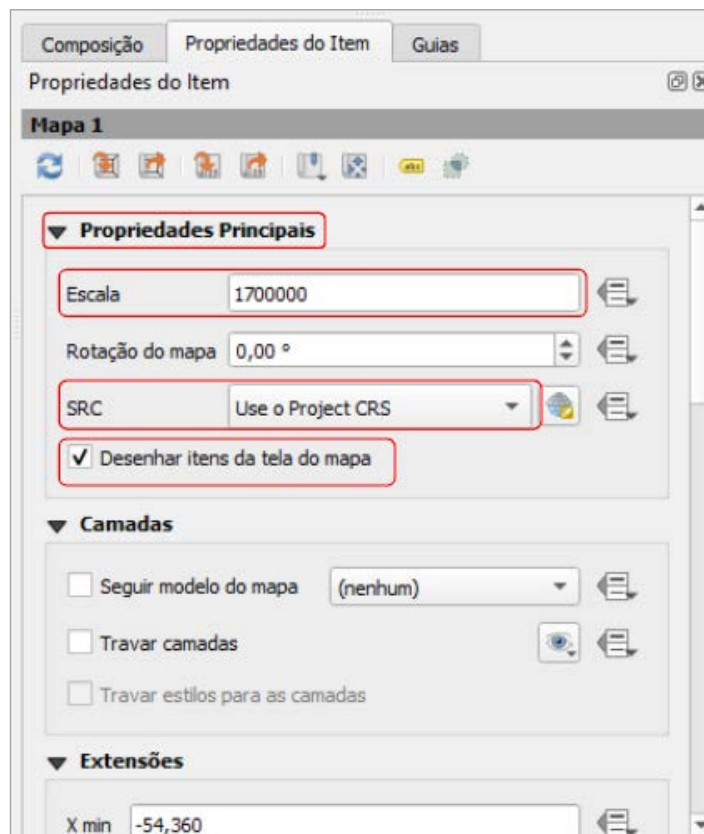 Composição Propriedades do Item Guias
Propriedades do Item
Mapa 1
abc
Propriedades Principais
Escala 1700000
Rotação do mapa 0,00 °
SRC Use o Project CRS
Desenhar itens da tela do mapa
Camadas
Seguir modelo do mapa (nenhum)
Travar camadas
Travar estilos para as camadas
Extensões
X min -54,360